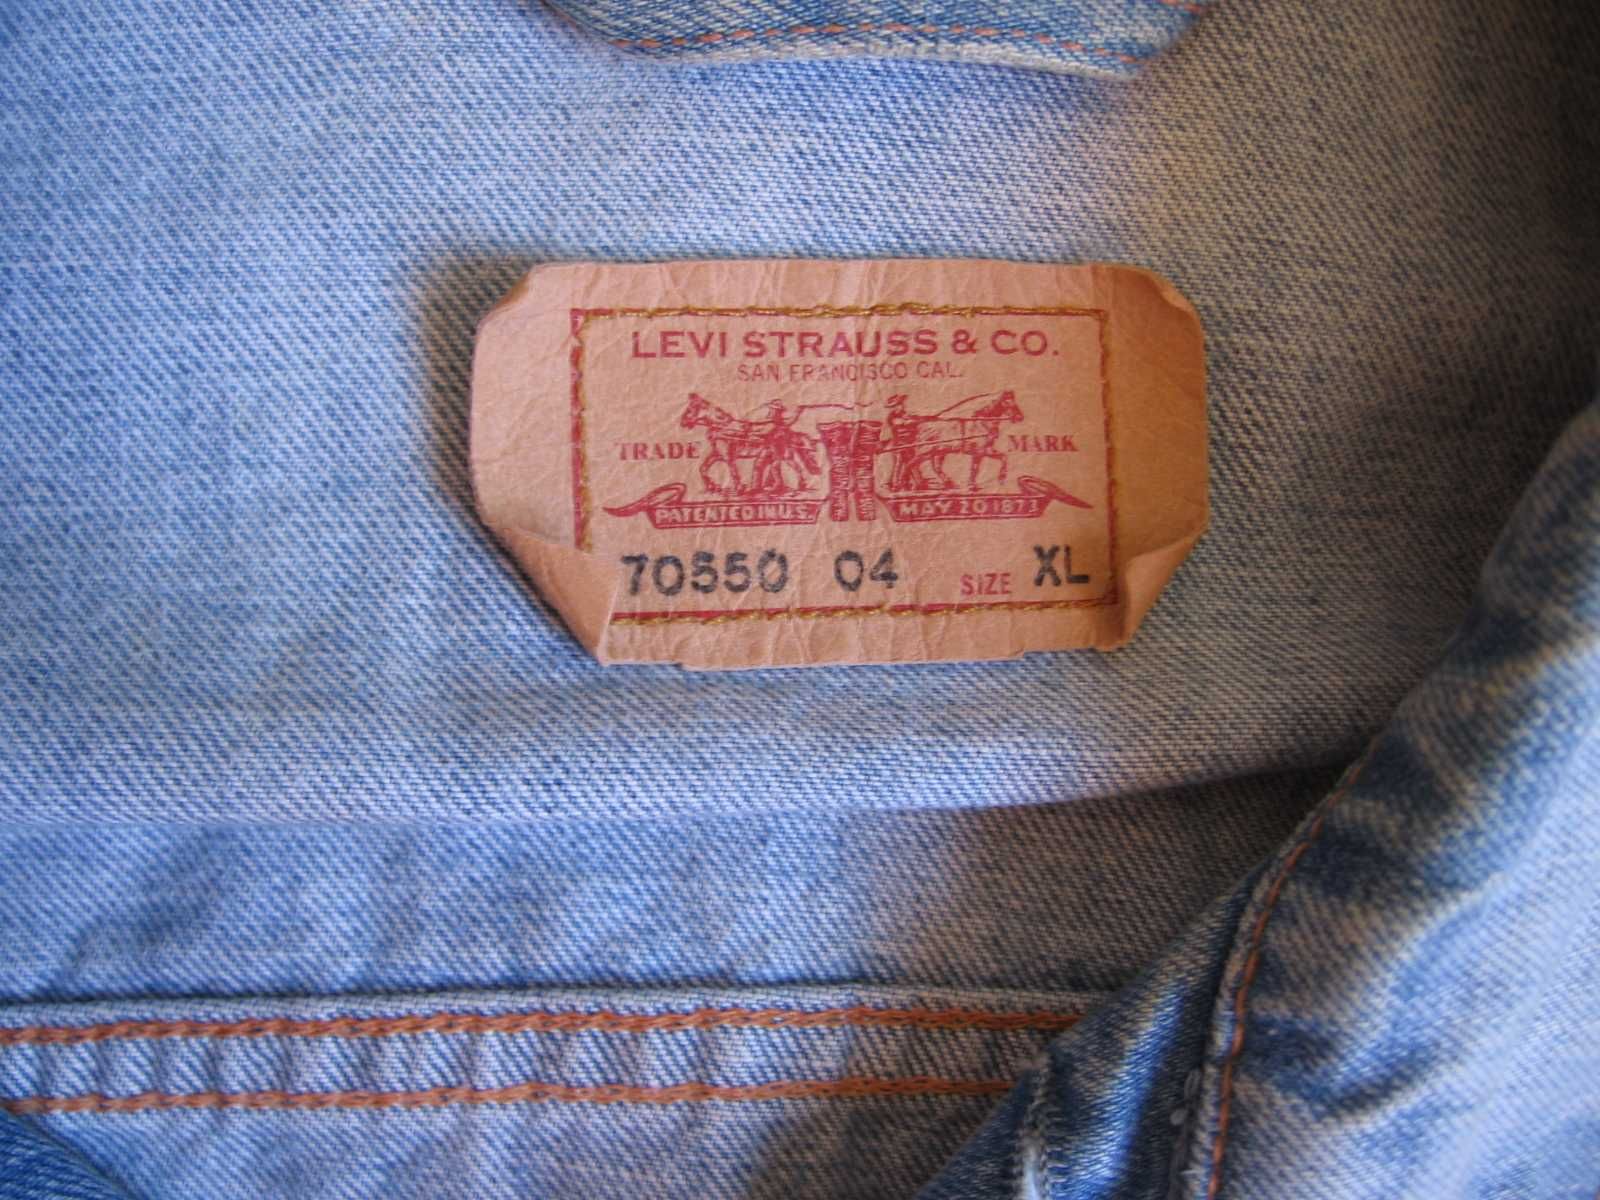 LEVI STRAUSS & CO.
SAN FRANCISCO CAL.
TRADE MARK
PATENTED IN U.S. MAY 20 1873
70550 04 SIZE XL